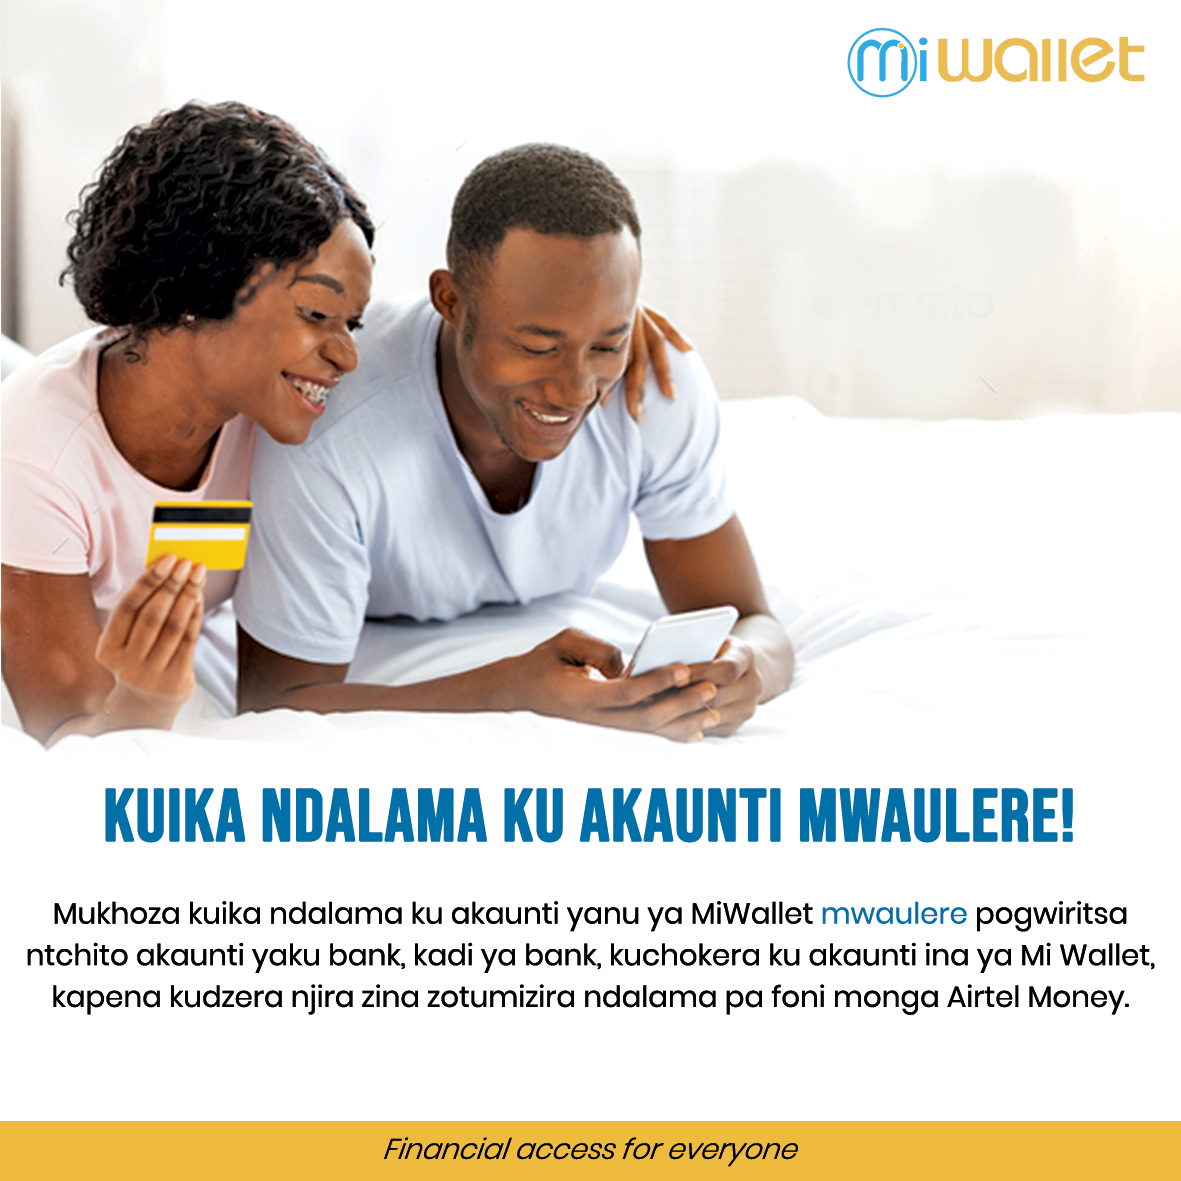 miwallet
envato
KUIKA NDALAMA KU AKAUNTI MWAULERE!
Mukhoza kuika ndalama ku akaunti yanu ya MiWallet mwaulere pogwiritsa
ntchito akaunti yaku bank, kadi ya bank, kuchokera ku akaunti ina ya Mi Wallet,
kapena kudzera njira zina zotumizira ndalama pa foni monga Airtel Money.
Financial access for everyone